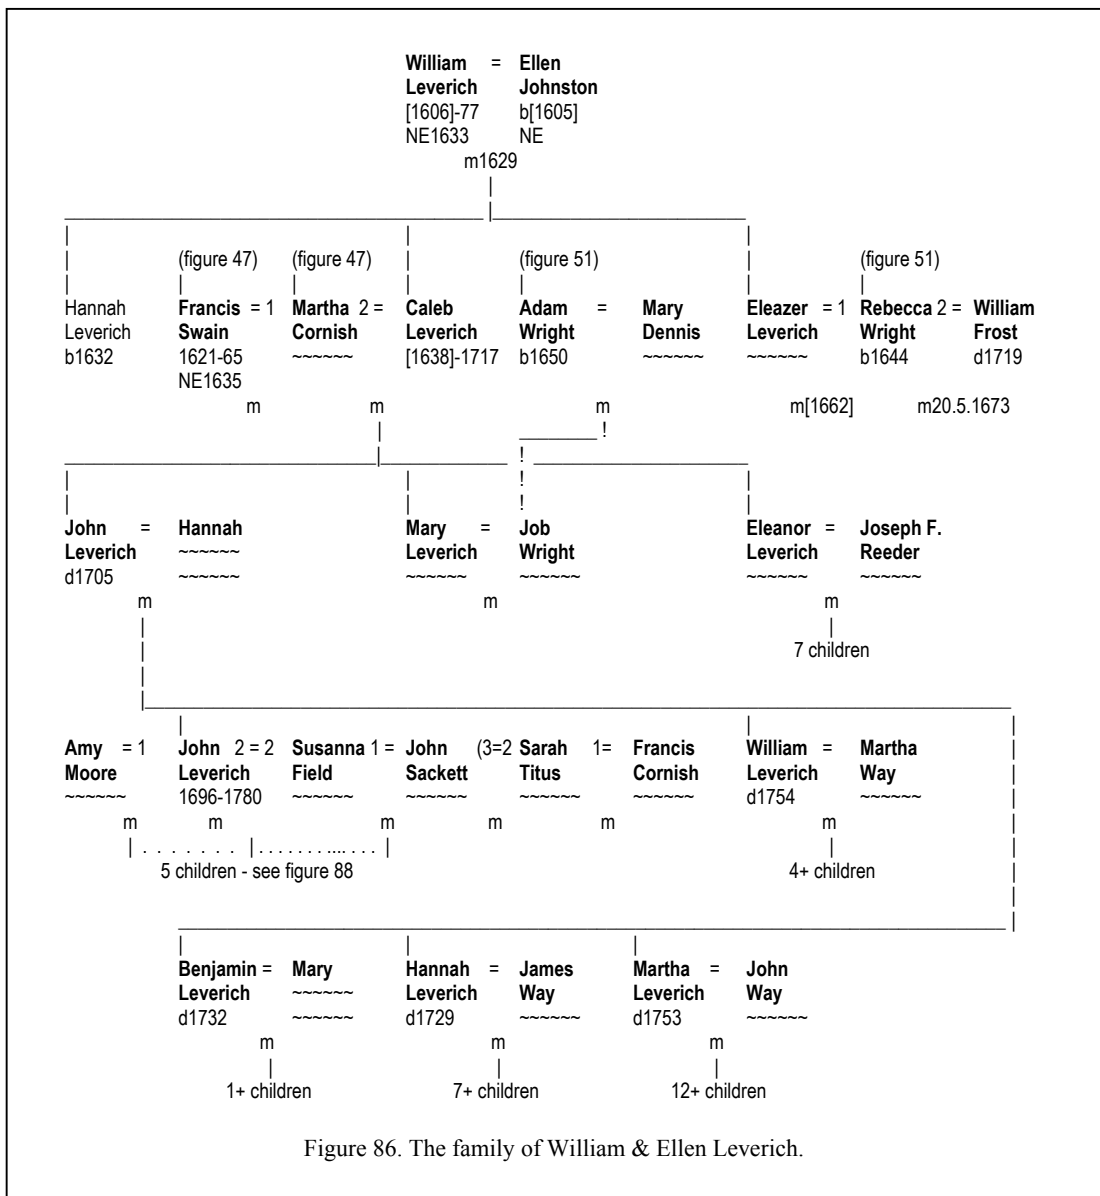 William = Ellen
Leverich Johnston
[1606]-77 b[1605]
NE1633 NE
m1629
(figure 47) (figure 47) (figure 51) (figure 51)
Hannah Francis = 1 Martha 2 = Caleb Adam = Mary Eleazer = 1 Rebecca 2 = William
Leverich Swain Cornish Leverich Wright Dennis Leverich Wright Frost
b1632 1621-65 ~~~~~~ [1638]-1717 b1650 ~~~~~~ ~~~~~~ b1644 d1719
NE1635
m m m m[1662] m20.5.1673
John = Hannah Mary = Job Eleanor = Joseph F.
Leverich ~~~~~~ Leverich Wright Leverich Reeder
d1705 ~~~~~~ ~~~~~~ ~~~~~~ ~~~~~~ ~~~~~~
m m m
7 children
Amy = 1 John 2 = 2 Susanna 1 = John (3=2 Sarah 1= Francis William = Martha
Moore Leverich Field Sackett Titus Cornish Leverich Way
~~~~~~ 1696-1780 ~~~~~~ ~~~~~~ ~~~~~~ ~~~~~~ d1754 ~~~~~~
m m m m m m
5 children - see figure 88 4+ children
Benjamin = Mary Hannah = James Martha = John
Leverich ~~~~~~ Leverich Way Leverich Way
d1732 ~~~~~~ d1729 ~~~~~~ d1753 ~~~~~~
m m m
1+ children 7+ children 12+ children
Figure 86. The family of William & Ellen Leverich.